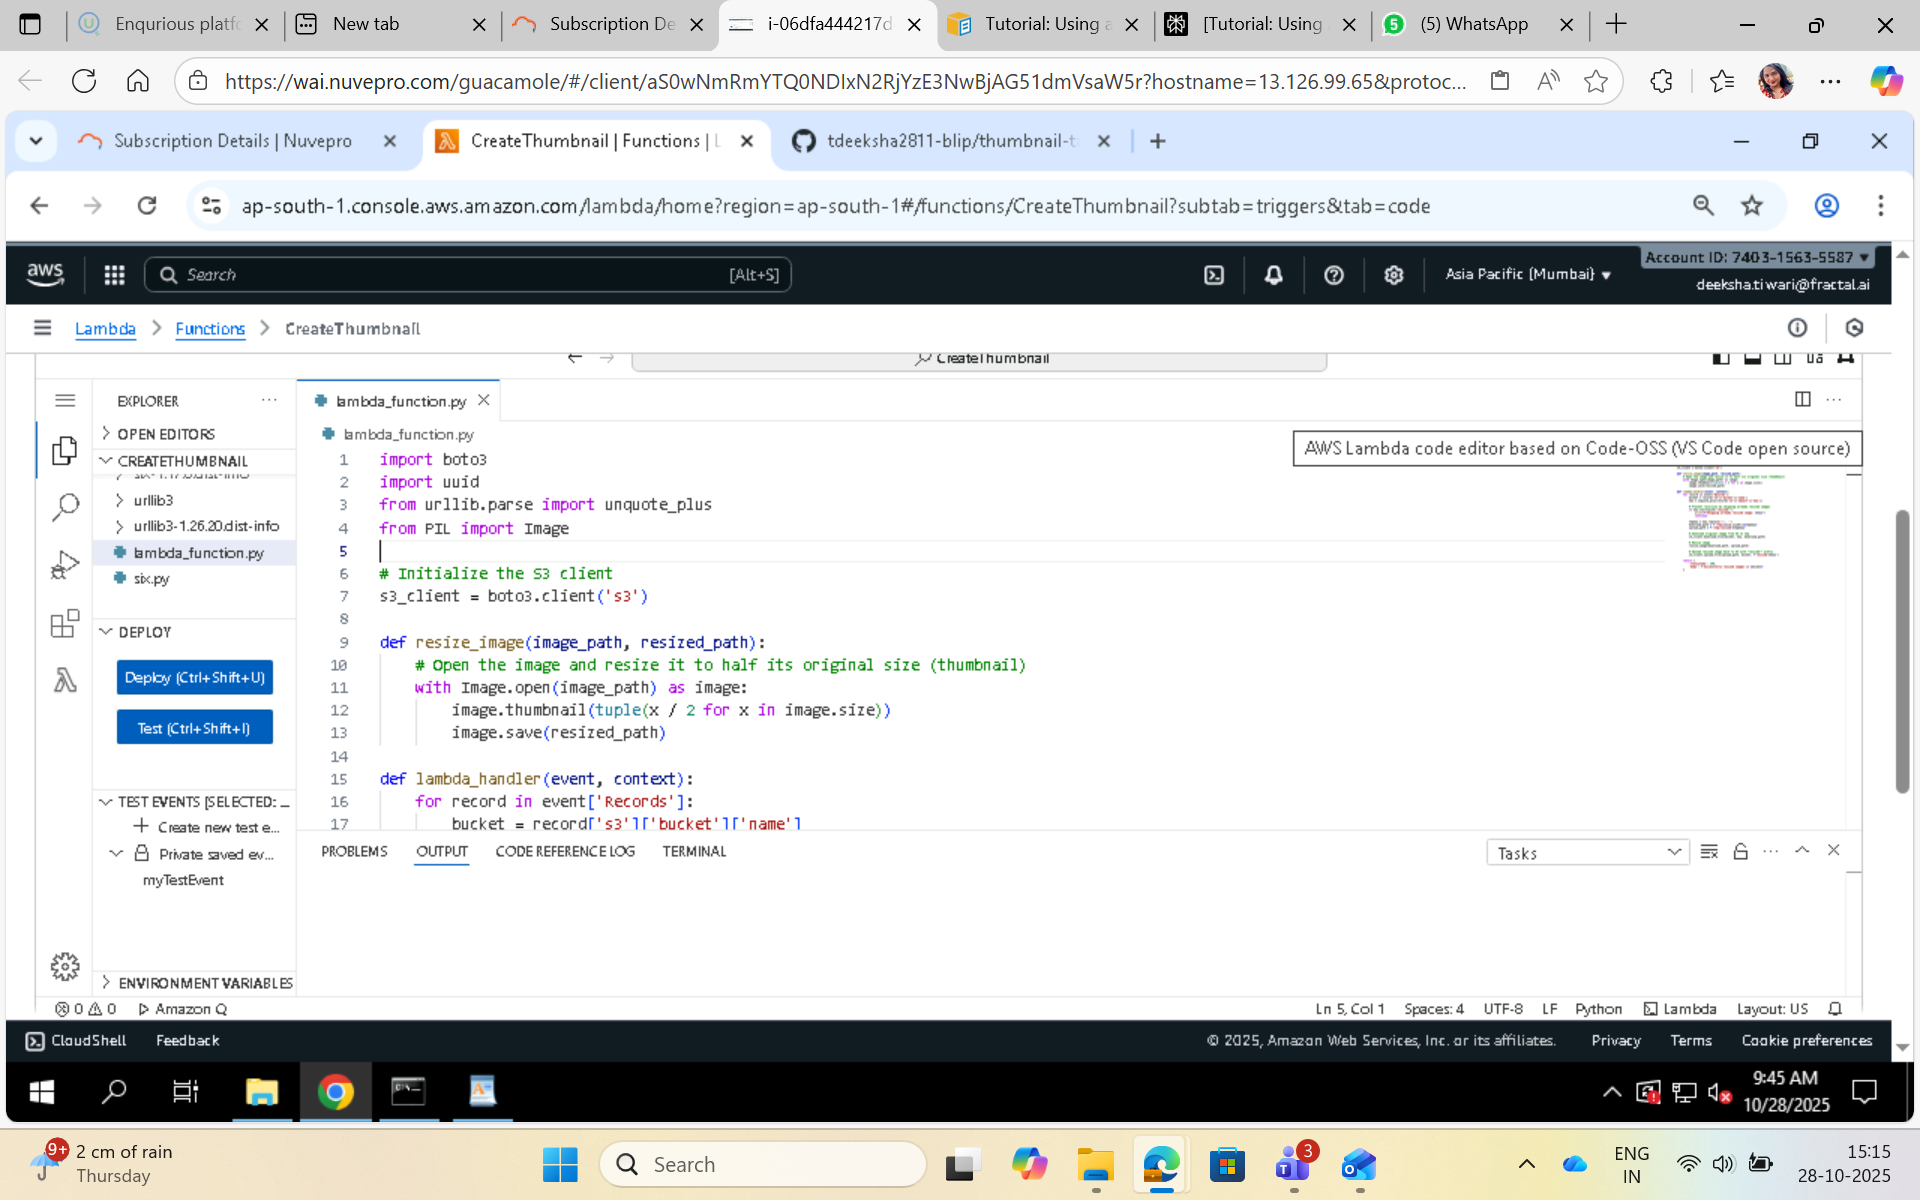 Enqurious platfo
New tab
Subscription De
i-06dfa444217d
Tutorial: Using a
[Tutorial: Using
(5) WhatsApp
https://wai.nuvepro.com/guacamole/#/client/aS0wNmRmYTQ0NDIxN2RjYzE3NwBjAG51dmVsaW5r?hostname=13.126.99.65&protoc...
Subscription Details | Nuvepro
CreateThumbnail | Functions | L
tdeeksha2811-blip/thumbnail-t
ap-south-1.console.aws.amazon.com/lambda/home?region=ap-south-1#/functions/CreateThumbnail?subtab=triggers&tab=code
aws
Search
[Alt+S]
Asia Pacific (Mumbai)
Account ID: 7403-1563-5587
deeksha.tiwari@fractal.ai
Lambda
Functions
CreateThumbnail
CreateThumbnail
EXPLORER
lambda_function.py
OPEN EDITORS
lambda_function.py
AWS Lambda code editor based on Code-OSS (VS Code open source)
CREATETHUMBNAIL
urllib3
urllib3-1.26.20.dist-info
lambda_function.py
six.py
DEPLOY
Deploy (Ctrl+Shift+U)
Test (Ctrl+Shift+I)
TEST EVENTS [SELECTED: ...
Create new test e...
Private saved ev...
myTestEvent
ENVIRONMENT VARIABLES
1 import boto3
2 import uuid
3 from urllib.parse import unquote_plus
4 from PIL import Image
5
6 # Initialize the S3 client
7 s3_client = boto3.client('s3')
8
9 def resize_image(image_path, resized_path):
10 # Open the image and resize it to half its original size (thumbnail)
11 with Image.open(image_path) as image:
12 image.thumbnail(tuple(x / 2 for x in image.size))
13 image.save(resized_path)
14
15 def lambda_handler(event, context):
16 for record in event['Records']:
17 bucket = record['s3']['bucket']['name']
PROBLEMS
OUTPUT
CODE REFERENCE LOG
TERMINAL
Tasks
0 0
Amazon Q
Ln 5, Col 1
Spaces: 4
UTF-8
LF
Python
Lambda
Layout: US
CloudShell
Feedback
© 2025, Amazon Web Services, Inc. or its affiliates.
Privacy
Terms
Cookie preferences
9:45 AM
10/28/2025
9+
2 cm of rain
Thursday
Search
3
ENG
IN
15:15
28-10-2025